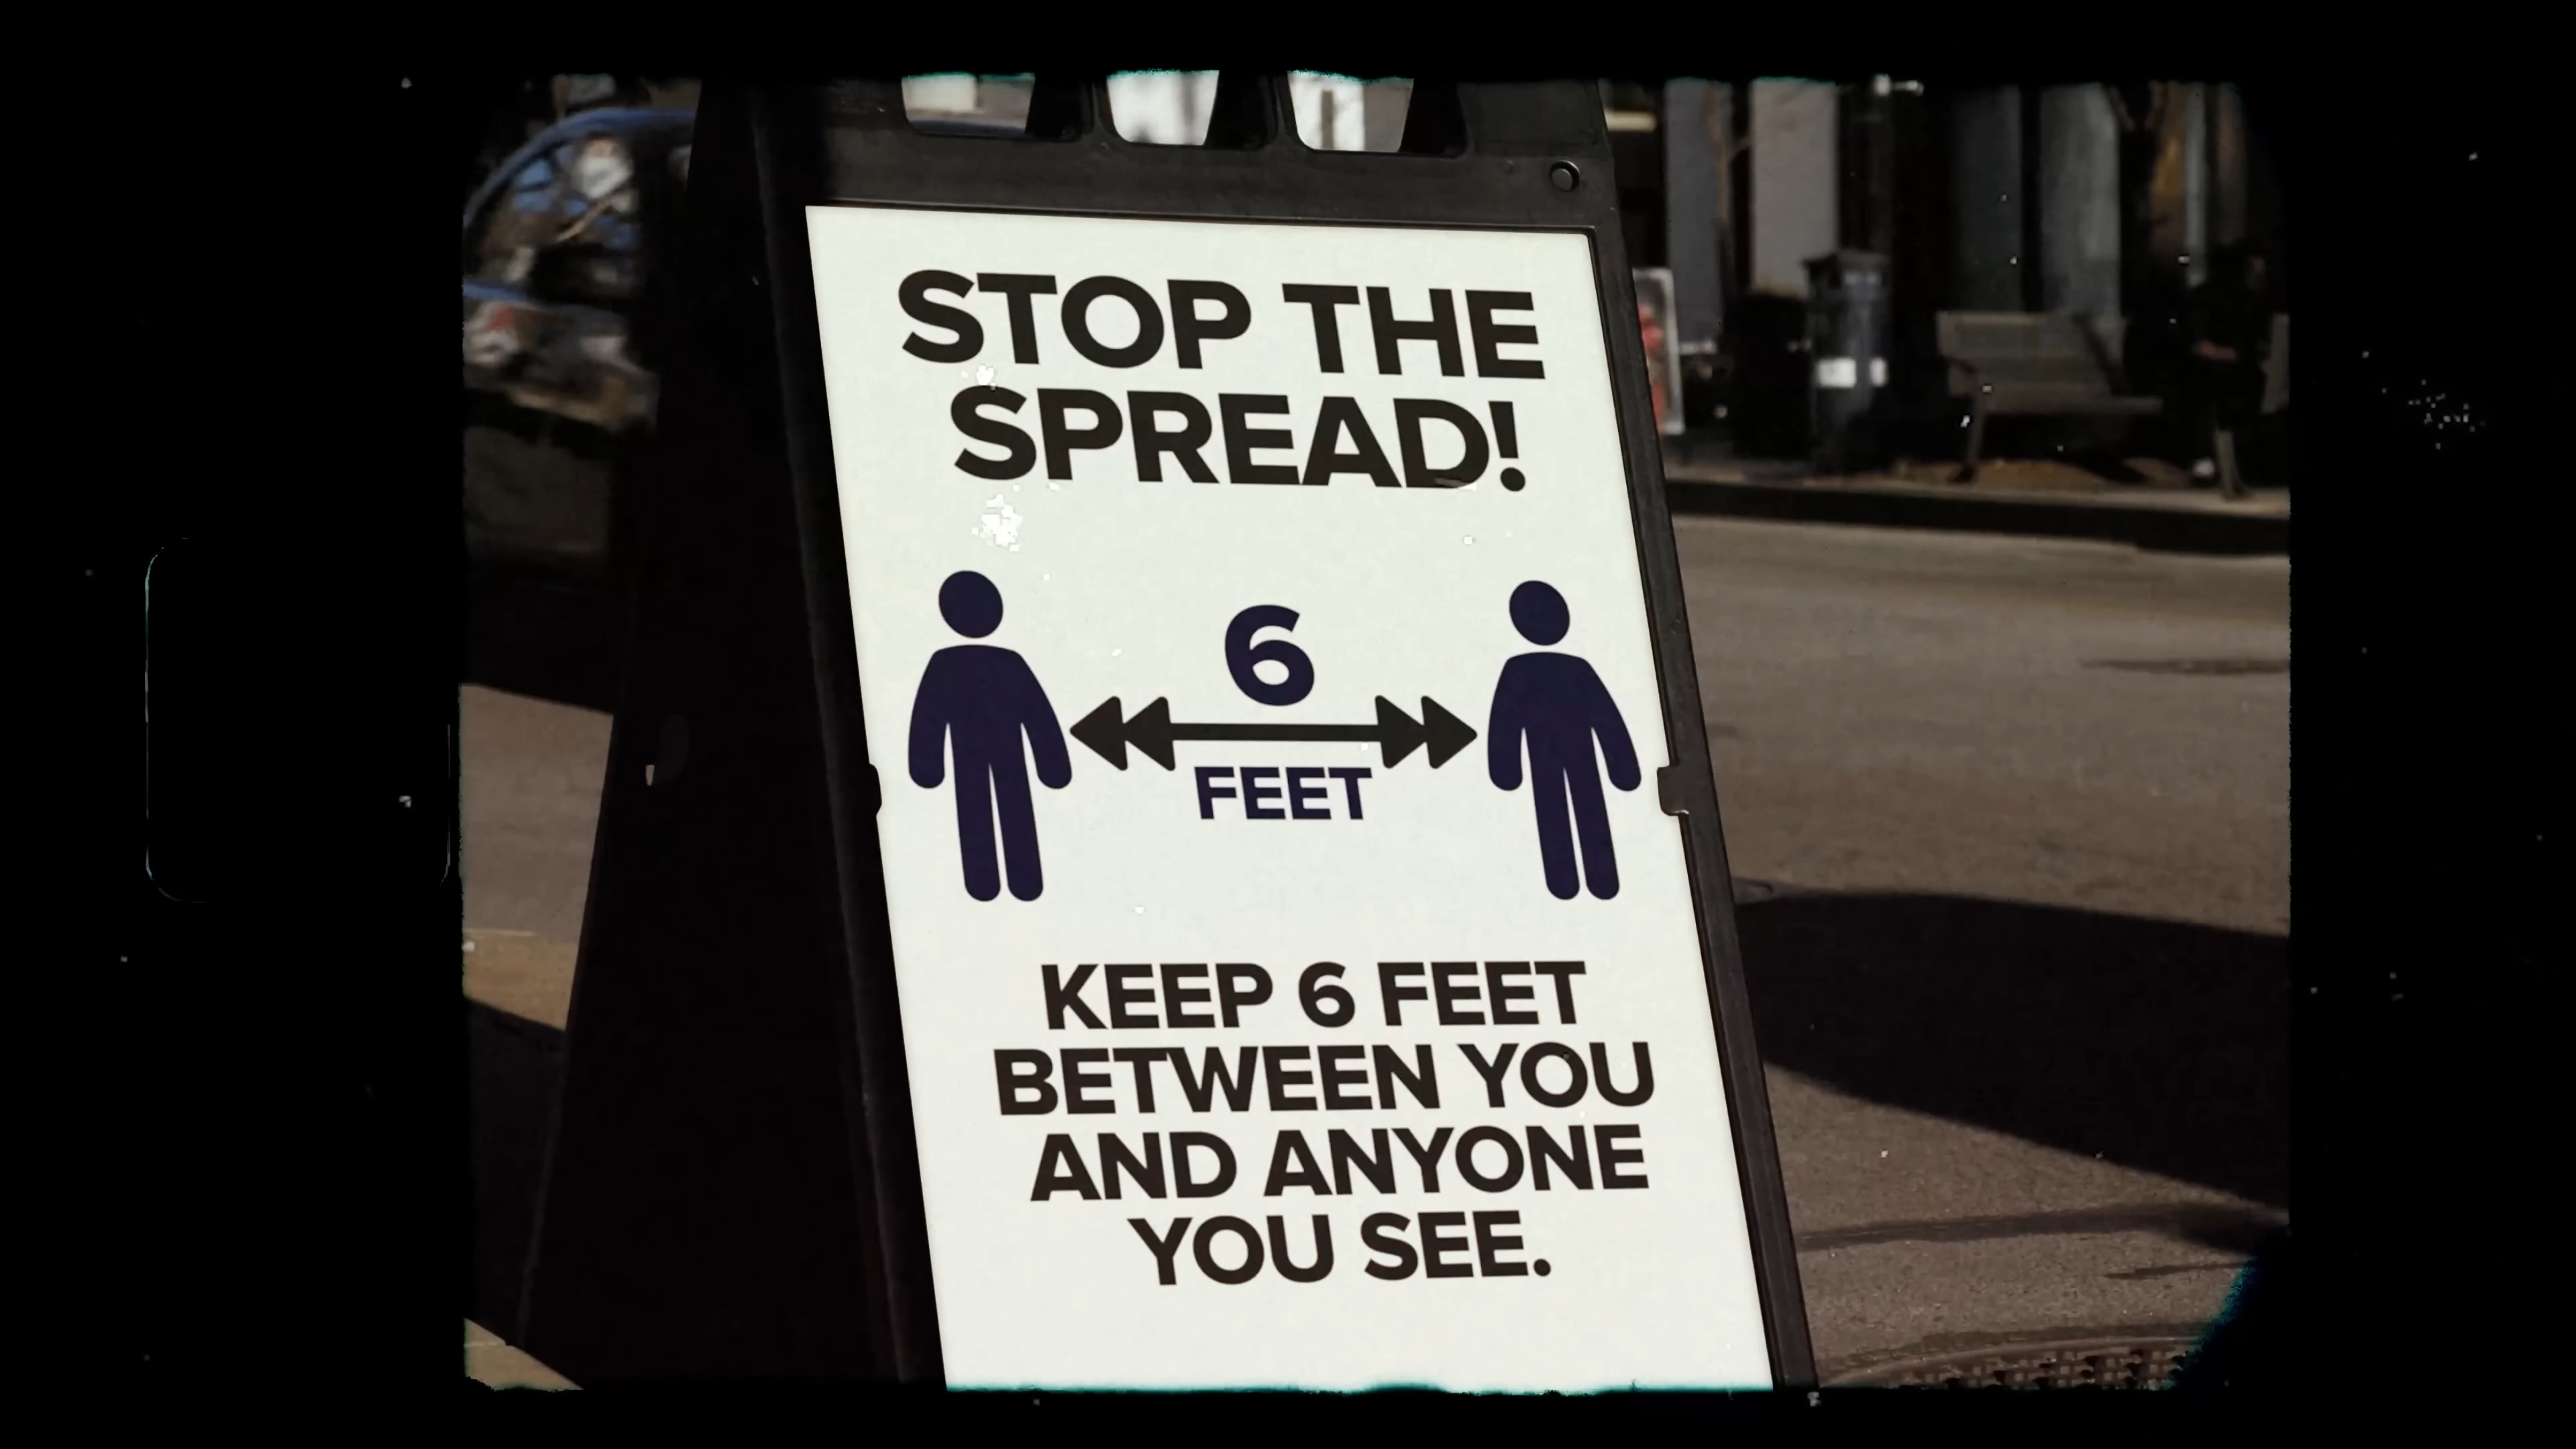 STOP THE
SPREAD!
6
FEET
KEEP 6 FEET
BETWEEN YOU
AND ANYONE
YOU SEE.